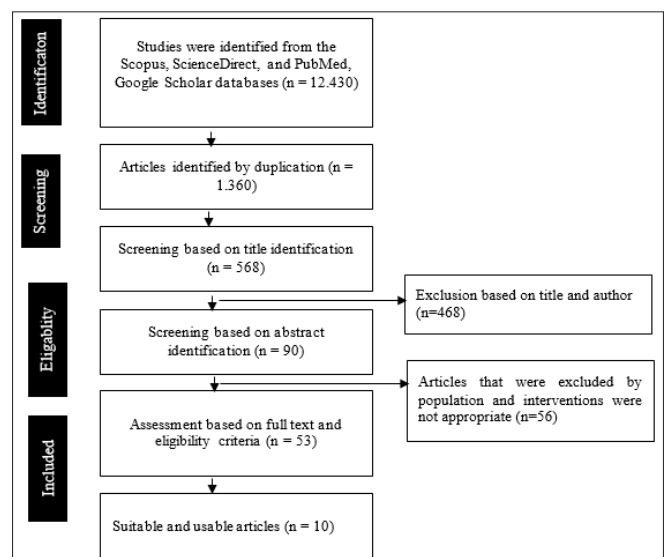 Identificaton
Studies were identified from the
Scopus, ScienceDirect, and PubMed,
Google Scholar databases (n = 12.430)
Screening
Articles identified by duplication (n =
1.360)
Screening based on title identification
(n = 568)
Exclusion based on title and author
(n=468)
Eligablity
Screening based on abstract
identification (n = 90)
Articles that were excluded by
population and interventions were
not appropriate (n=56)
Included
Assessment based on full text and
eligibility criteria (n = 53)
Suitable and usable articles (n = 10)